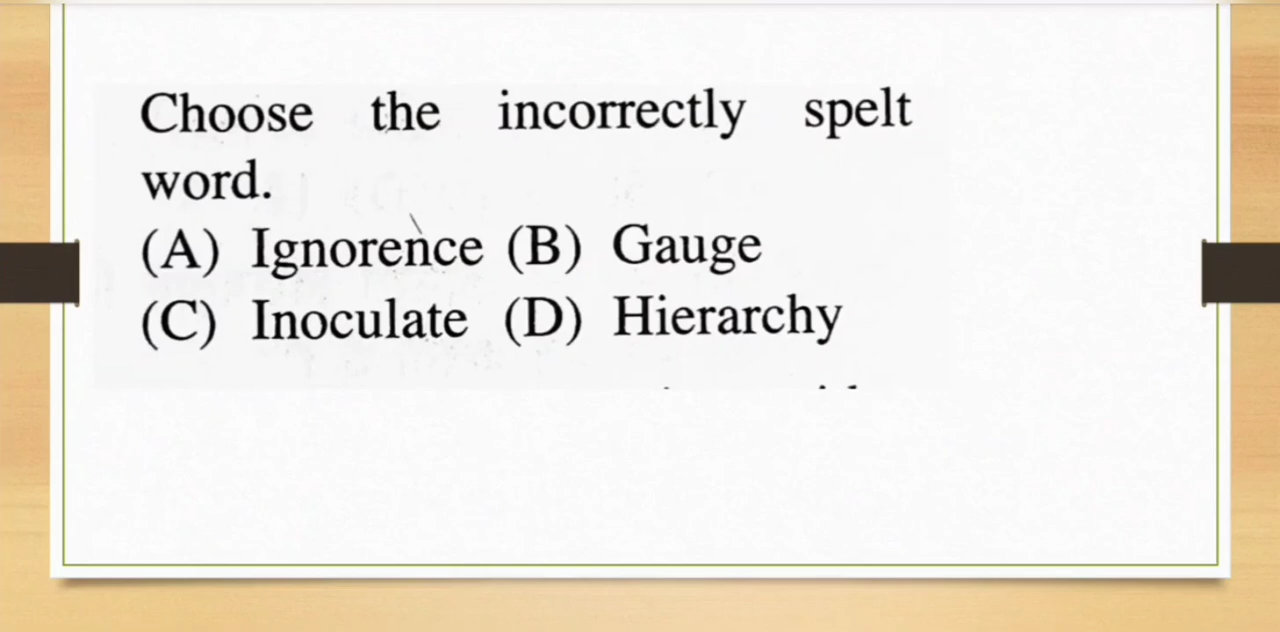 Choose the incorrectly spelt
word.
(A) Ignorence (B) Gauge
(C) Inoculate (D) Hierarchy